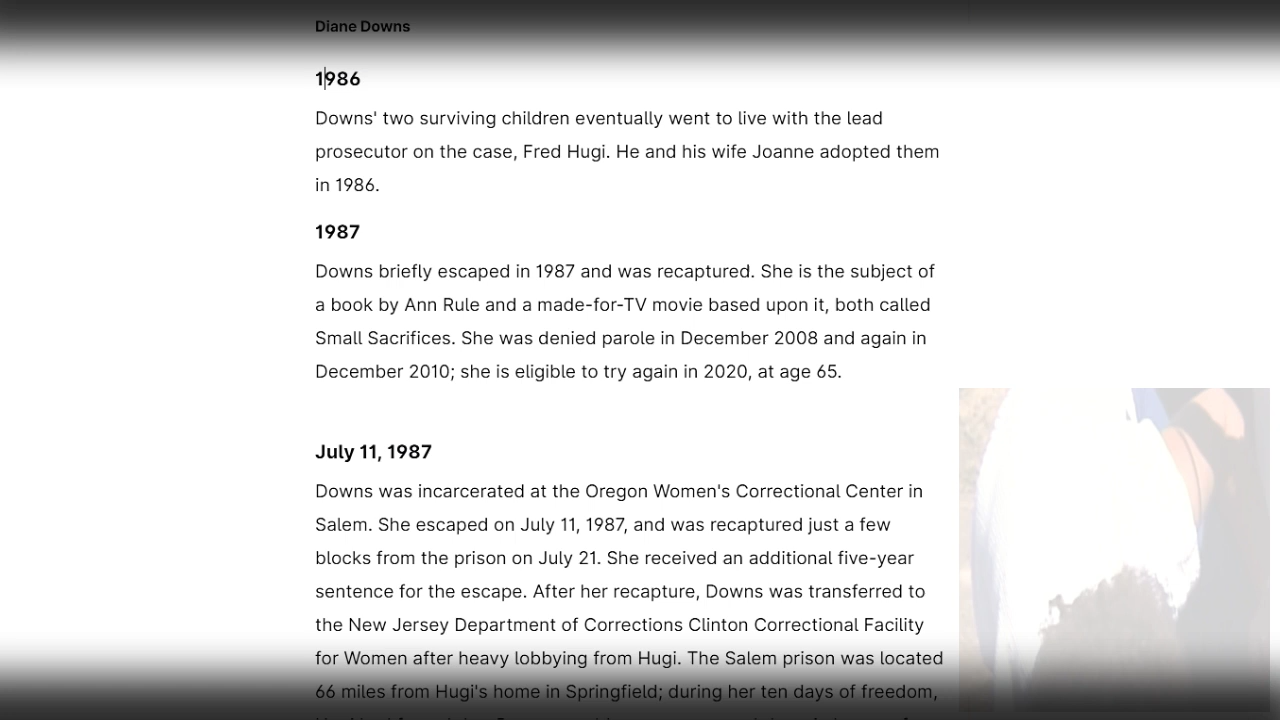 Diane Downs
1986
Downs' two surviving children eventually went to live with the lead
prosecutor on the case, Fred Hugi. He and his wife Joanne adopted them
in 1986.
1987
Downs briefly escaped in 1987 and was recaptured. She is the subject of
a book by Ann Rule and a made-for-TV movie based upon it, both called
Small Sacrifices. She was denied parole in December 2008 and again in
December 2010; she is eligible to try again in 2020, at age 65.
July 11, 1987
Downs was incarcerated at the Oregon Women's Correctional Center in
Salem. She escaped on July 11, 1987, and was recaptured just a few
blocks from the prison on July 21. She received an additional five-year
sentence for the escape. After her recapture, Downs was transferred to
the New Jersey Department of Corrections Clinton Correctional Facility
for Women after heavy lobbying from Hugi. The Salem prison was located
66 miles from Hugi's home in Springfield; during her ten days of freedom,